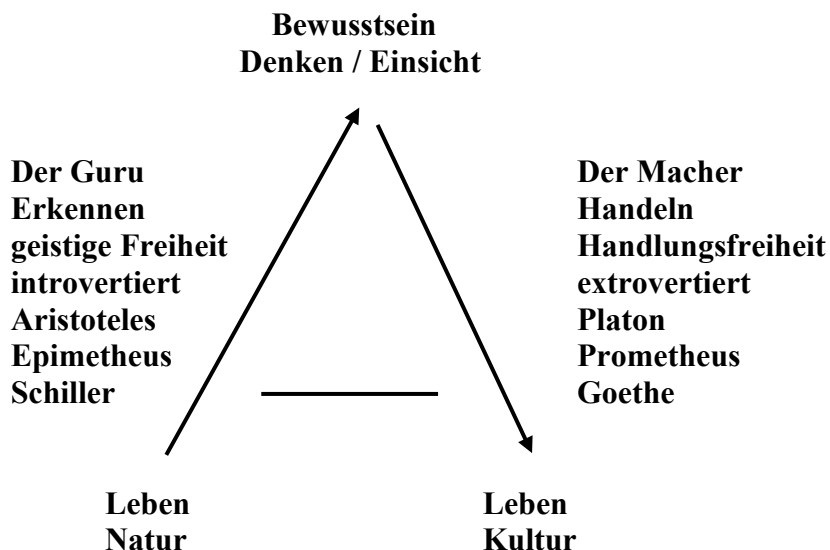 Bewusstsein
Denken / Einsicht
Der Guru
Erkennen
geistige Freiheit
introvertiert
Aristoteles
Epimetheus
Schiller
Der Macher
Handeln
Handlungsfreiheit
extrovertiert
Platon
Prometheus
Goethe
Leben
Natur
Leben
Kultur